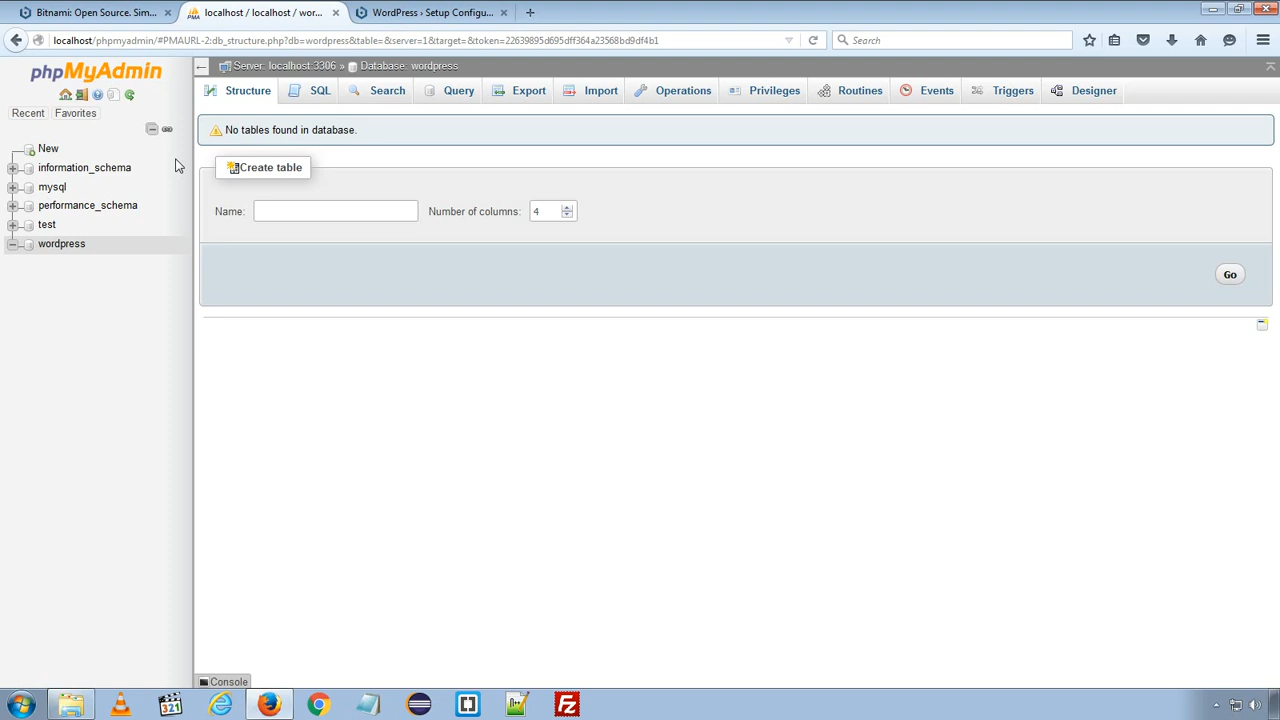 Bitnami: Open Source. Sim...
localhost / localhost / wor...
WordPress › Setup Configu...
localhost/phpmyadmin/#PMAURL-2:db_structure.php?db=wordpress&table=&server=1&target=&token=22639895d695dff364a23568bd9df4b1
Search
phpMyAdmin
Recent
Favorites
New
information_schema
mysql
performance_schema
test
wordpress
Server: localhost:3306 » Database: wordpress
Structure
SQL
Search
Query
Export
Import
Operations
Privileges
Routines
Events
Triggers
Designer
No tables found in database.
Create table
Name:
Number of columns: 4
Go
Console